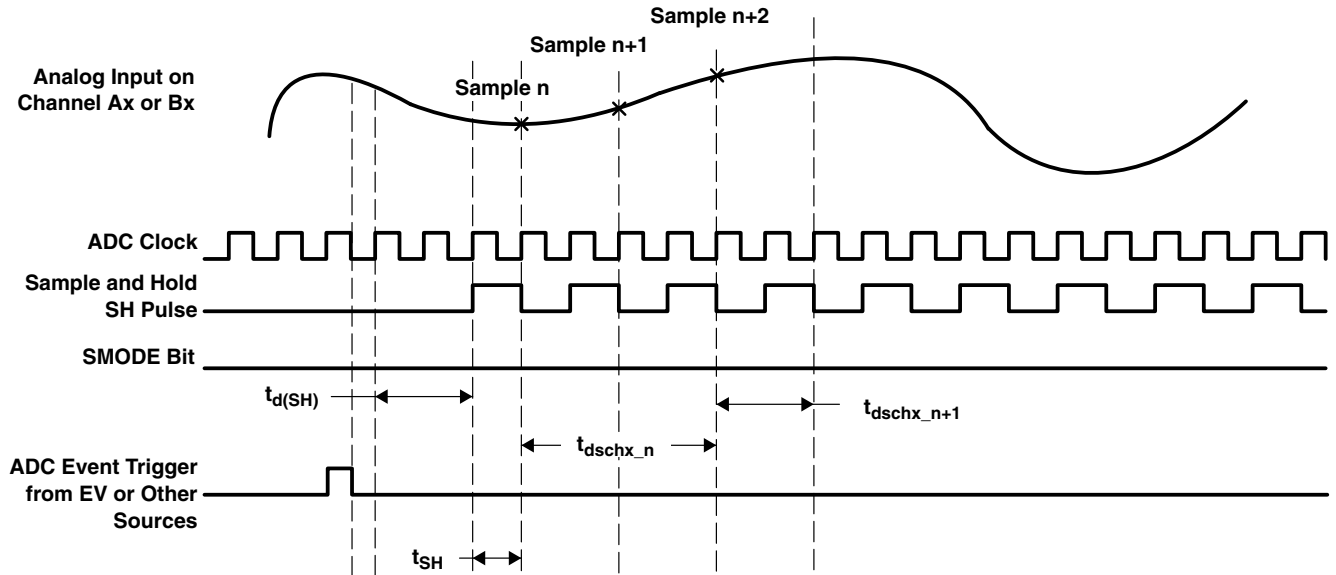 Sample n+2
Sample n+1
Analog Input on
Channel Ax or Bx
Sample n
ADC Clock
Sample and Hold
SH Pulse
SMODE Bit
td(SH)
tdschx_n+1
tdschx_n
ADC Event Trigger
from EV or Other
Sources
tSH